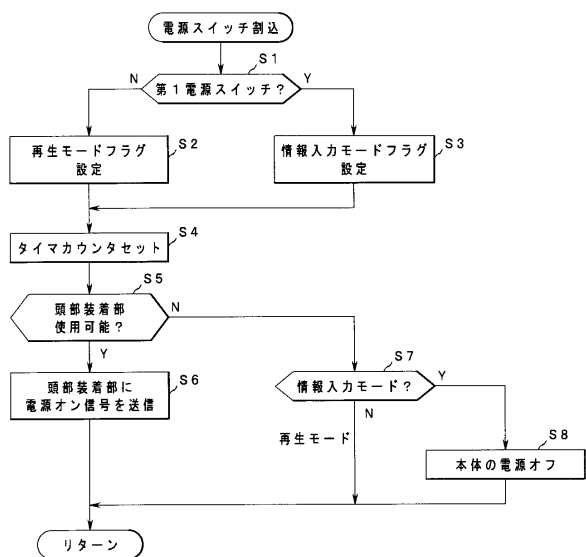 電源スイッチ割込
S1
N
第1電源スイッチ?
Y
再生モードフラグ
設定
S2
情報入力モードフラグ
設定
S3
S4
タイマカウンタセット
S5
頭部装着部
使用可能?
N
Y
S6
頭部装着部に
電源オン信号を送信
S7
情報入力モード?
Y
N
再生モード
S8
本体の電源オフ
リターン